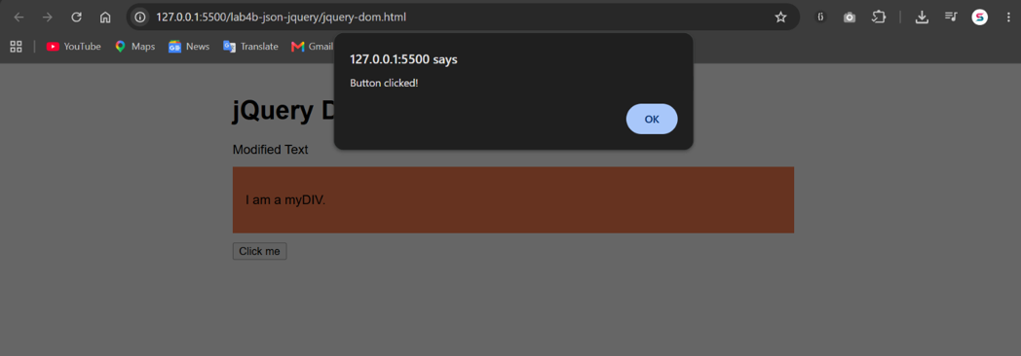 127.0.0.1:5500/lab4b-json-jquery/jquery-dom.html
YouTube Maps News Translate Gmail
127.0.0.1:5500 says
Button clicked!
OK
jQuery D
Modified Text
I am a myDIV.
Click me